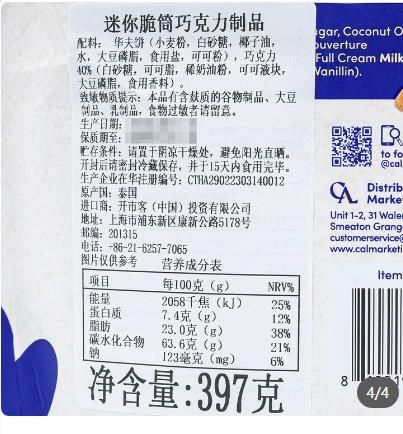 迷你脆筒巧克力制品
配料: 华夫饼（小麦粉，白砂糖，椰子油，
水，大豆磷脂，食用盐，可可粉），巧克力
40%（白砂糖，可可脂，稀奶油粉，可可液块，
大豆磷脂，食用香料）。
致敏物质提示：本品有含麸质的谷物制品、大豆
制品、乳制品，食物过敏者请留意。
生产日期:
保质期至:
贮存条件: 请置于阴凉干燥处，避免阳光直晒。
开封后请密封冷藏保存，并于15天内食用完毕。
生产企业在华注册编号: CTHA29022303140012
原产国: 泰国
进口商: 开市客（中国）投资有限公司
地址: 上海市浦东新区康新公路5178号
邮编: 201315
电话: +86-21-6257-7065
图片仅供参考 营养成分表
项目 每100克（g） NRV%
能量 2058千焦（kJ） 25%
蛋白质 7.4克（g） 12%
脂肪 23.0克（g） 38%
碳水化合物 63.6克（g） 21%
钠 123毫克（mg） 6%
净含量:397克
ugar, Coconut O
ouverture
Full Cream Milk
Vanillin).
to fo
@cal
CA Distrib
Marke
Unit 1-2, 31 Waler
Smeaton Grang
customerservice@
www.calmarketi
Item
8
4/4